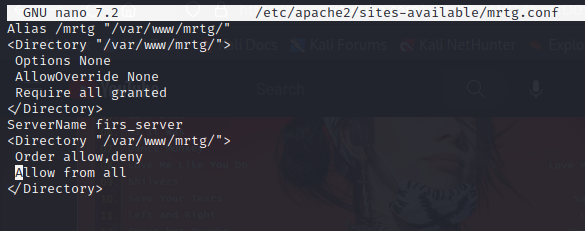 GNU nano 7.2 /etc/apache2/sites-available/mrtg.conf
Alias /mrtg "/var/www/mrtg/"
<Directory "/var/www/mrtg/">
Options None
AllowOverride None
Require all granted
</Directory>
ServerName firs_server
<Directory "/var/www/mrtg/">
Order allow,deny
Allow from all
</Directory>
Docs Kali Forums Kali NetHunter
Search